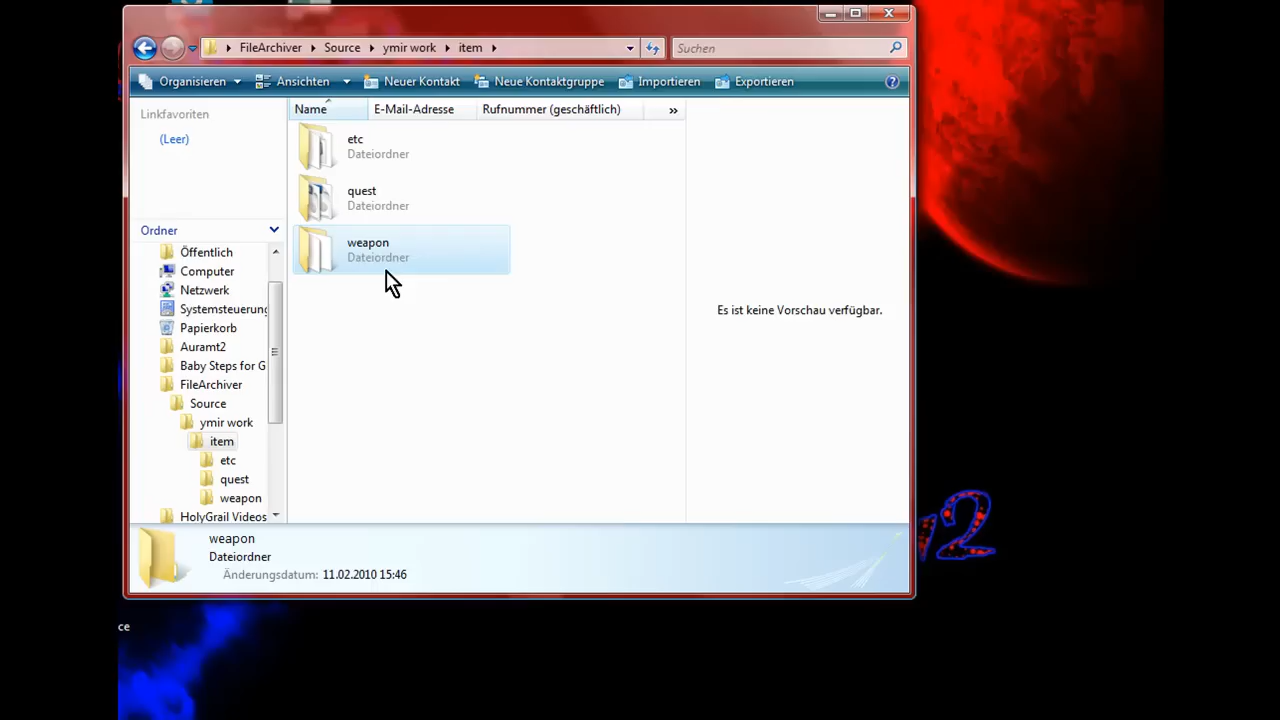 FileArchiver Source ymir work item
Suchen
Organisieren Ansichten Neuer Kontakt Neue Kontaktgruppe Importieren Exportieren
Linkfavoriten
(Leer)
Name E-Mail-Adresse Rufnummer (geschäftlich) »
etc
Dateiordner
quest
Dateiordner
weapon
Dateiordner
Es ist keine Vorschau verfügbar.
Ordner
Öffentlich
Computer
Netzwerk
Systemsteuerung
Papierkorb
Auramt2
Baby Steps for G
FileArchiver
Source
ymir work
item
etc
quest
weapon
HolyGrail Videos
weapon
Dateiordner
Änderungsdatum: 11.02.2010 15:46
ce